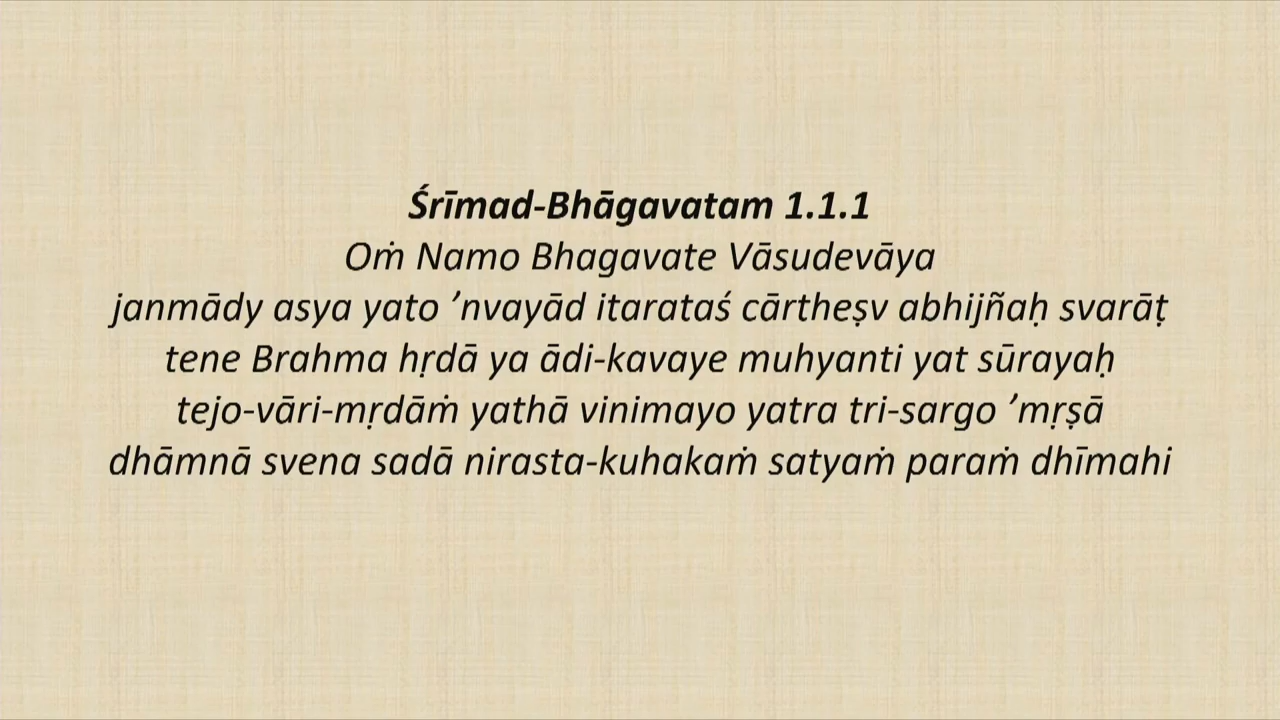 Śrīmad-Bhāgavatam 1.1.1
Oṁ Namo Bhagavate Vāsudevāya
janmādy asya yato ’nvayād itarataś cārtheṣv abhijñaḥ svarāṭ
tene Brahma hṛdā ya ādi-kavaye muhyanti yat sūrayaḥ
tejo-vāri-mṛdāṁ yathā vinimayo yatra tri-sargo ’mṛṣā
dhāmnā svena sadā nirasta-kuhakaṁ satyaṁ paraṁ dhīmahi